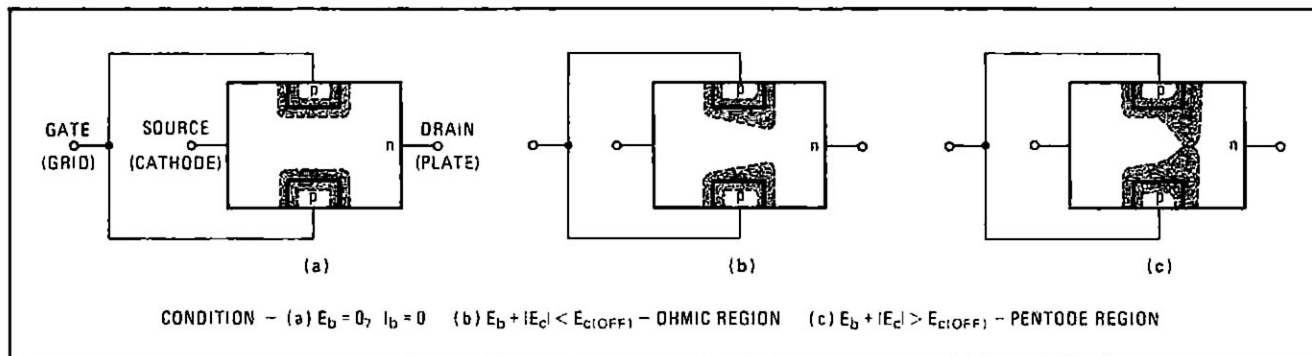 p p p
GATE SOURCE DRAIN
(GRID) (CATHODE) n (PLATE) n n
p p p
(a) (b) (c)
CONDITION – (a) E_b = 0, I_b = 0 (b) E_b + |E_c| < E_c(OFF) – OHMIC REGION (c) E_b + |E_c| > E_c(OFF) – PENTODE REGION